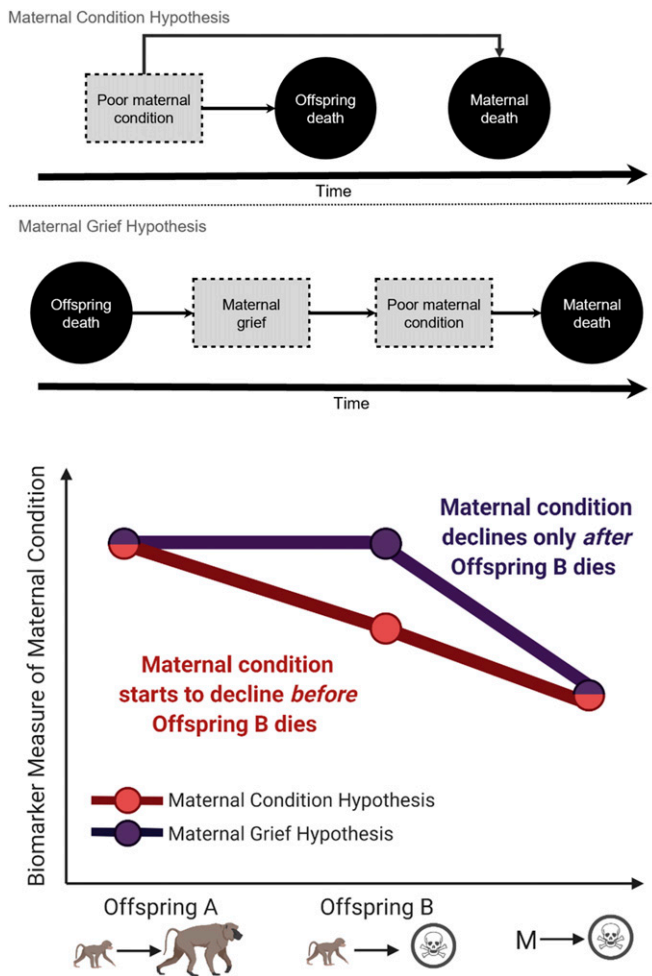 Maternal Condition Hypothesis
Poor maternal
condition
Offspring
death
Maternal
death
Time
Maternal Grief Hypothesis
Offspring
death
Maternal
grief
Poor maternal
condition
Maternal
death
Time
Biomarker Measure of Maternal Condition
Maternal condition
declines only after
Offspring B dies
Maternal condition
starts to decline before
Offspring B dies
Maternal Condition Hypothesis
Maternal Grief Hypothesis
Offspring A
Offspring B
M